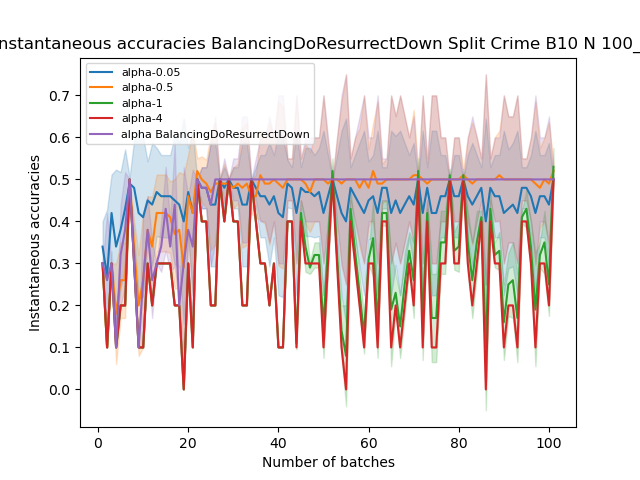 nstantaneous accuracies BalancingDoResurrectDown Split Crime B10 N 100_
alpha-0.05
alpha-0.5
alpha-1
alpha-4
alpha BalancingDoResurrectDown
Instantaneous accuracies
0.7
0.6
0.5
0.4
0.3
0.2
0.1
0.0
0 20 40 60 80 100
Number of batches